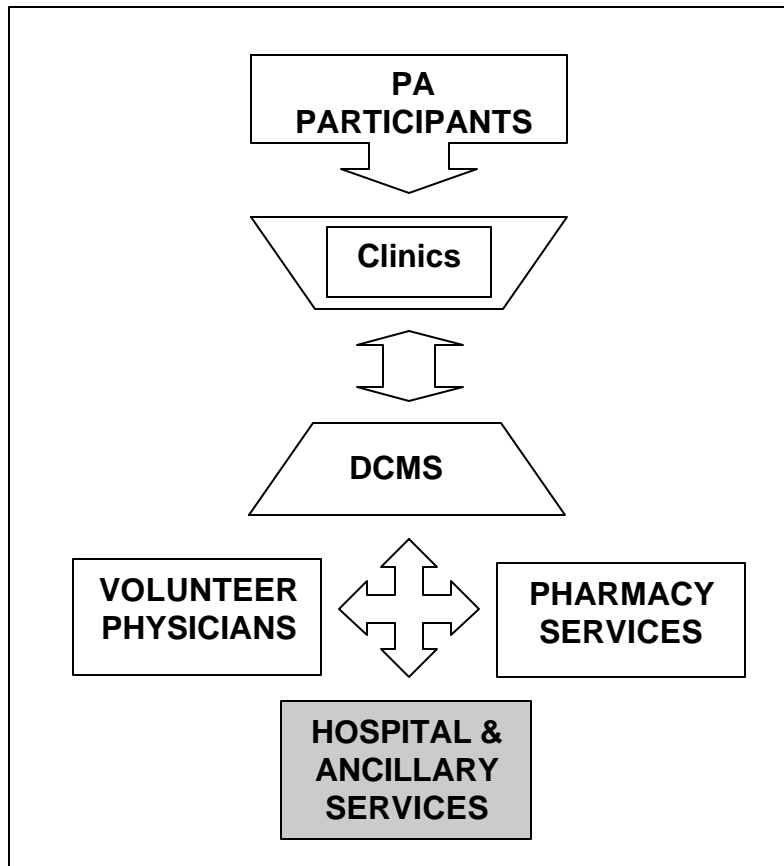 PA
PARTICIPANTS
Clinics
DCMS
VOLUNTEER
PHYSICIANS
PHARMACY
SERVICES
HOSPITAL &
ANCILLARY
SERVICES